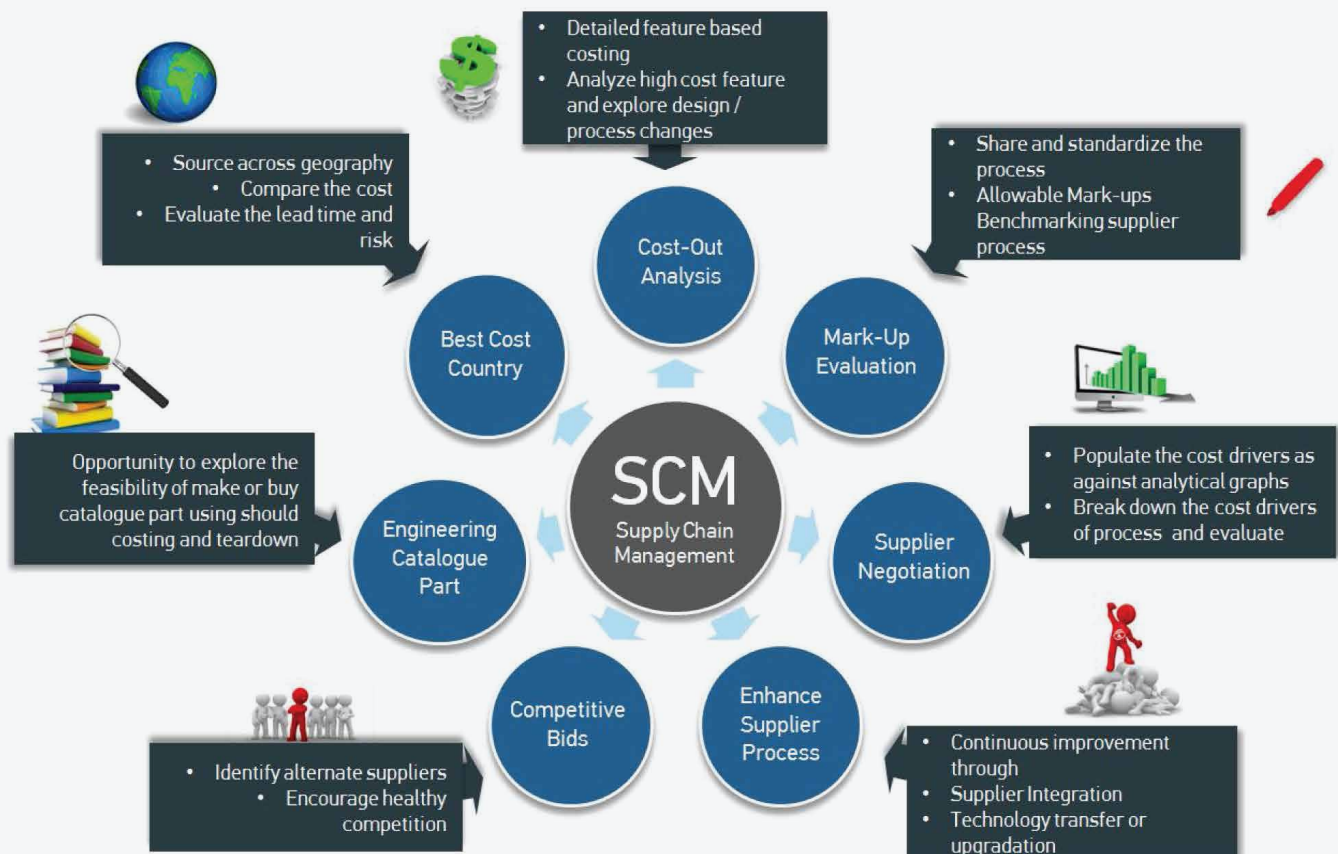 • Detailed feature based
costing
• Analyze high cost feature
and explore design /
process changes
• Source across geography
• Compare the cost
• Evaluate the lead time and
risk
• Share and standardize the
process
• Allowable Mark-ups
Benchmarking supplier
process
Cost-Out
Analysis
Best Cost
Country
Mark-Up
Evaluation
Opportunity to explore the
feasibility of make or buy
catalogue part using should
costing and teardown
• Populate the cost drivers as
against analytical graphs
• Break down the cost drivers
of process and evaluate
SCM
Supply Chain
Management
Engineering
Catalogue
Part
Supplier
Negotiation
Competitive
Bids
Enhance
Supplier
Process
• Identify alternate suppliers
• Encourage healthy
competition
• Continuous improvement
through
• Supplier Integration
• Technology transfer or
upgradation